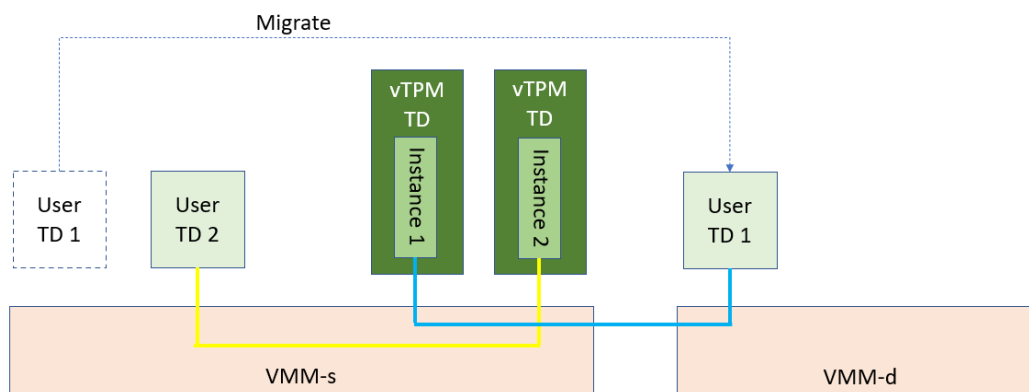 Migrate
vTPM
TD
Instance 1
vTPM
TD
Instance 2
User
TD 1
User
TD 2
User
TD 1
VMM-s
VMM-d